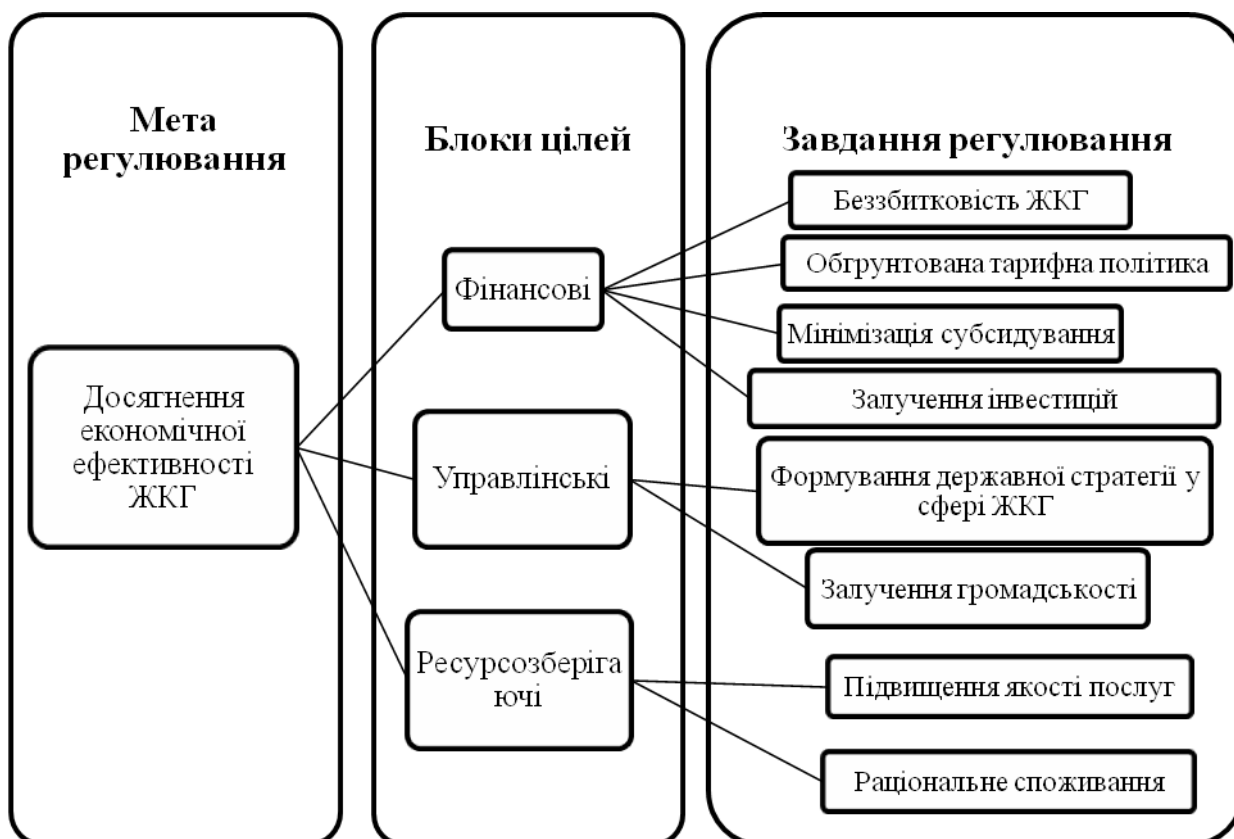 Мета
регулювання
Досягнення
економічної
ефективності
ЖКГ
Блоки цілей
Фінансові
Управлінські
Ресурсозберіга
ючі
Завдання регулювання
Беззбитковість ЖКГ
Обгрунтована тарифна політика
Мінімізація субсидування
Залучення інвестицій
Формування державної стратегії у
сфері ЖКГ
Залучення громадськості
Підвищення якості послуг
Раціональне споживання